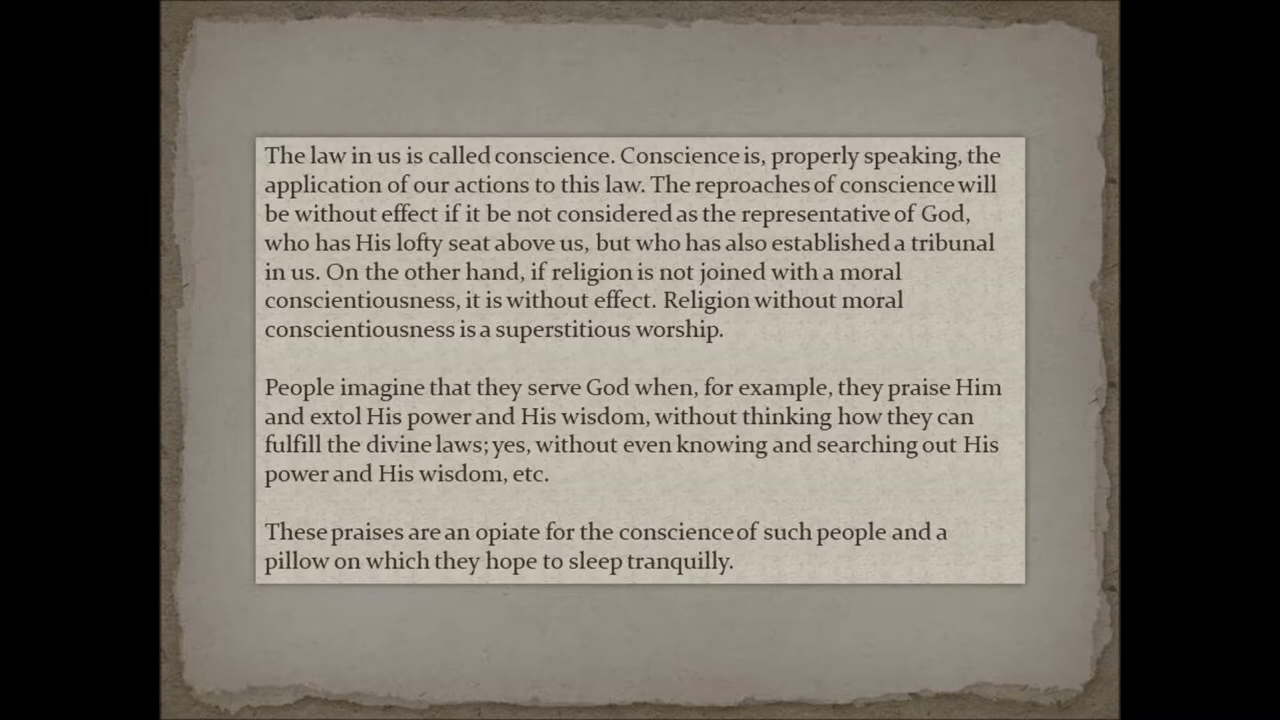 The law in us is called conscience. Conscience is, properly speaking, the
application of our actions to this law. The reproaches of conscience will
be without effect if it be not considered as the representative of God,
who has His lofty seat above us, but who has also established a tribunal
in us. On the other hand, if religion is not joined with a moral
conscientiousness, it is without effect. Religion without moral
conscientiousness is a superstitious worship.
People imagine that they serve God when, for example, they praise Him
and extol His power and His wisdom, without thinking how they can
fulfill the divine laws; yes, without even knowing and searching out His
power and His wisdom, etc.
These praises are an opiate for the conscience of such people and a
pillow on which they hope to sleep tranquilly.